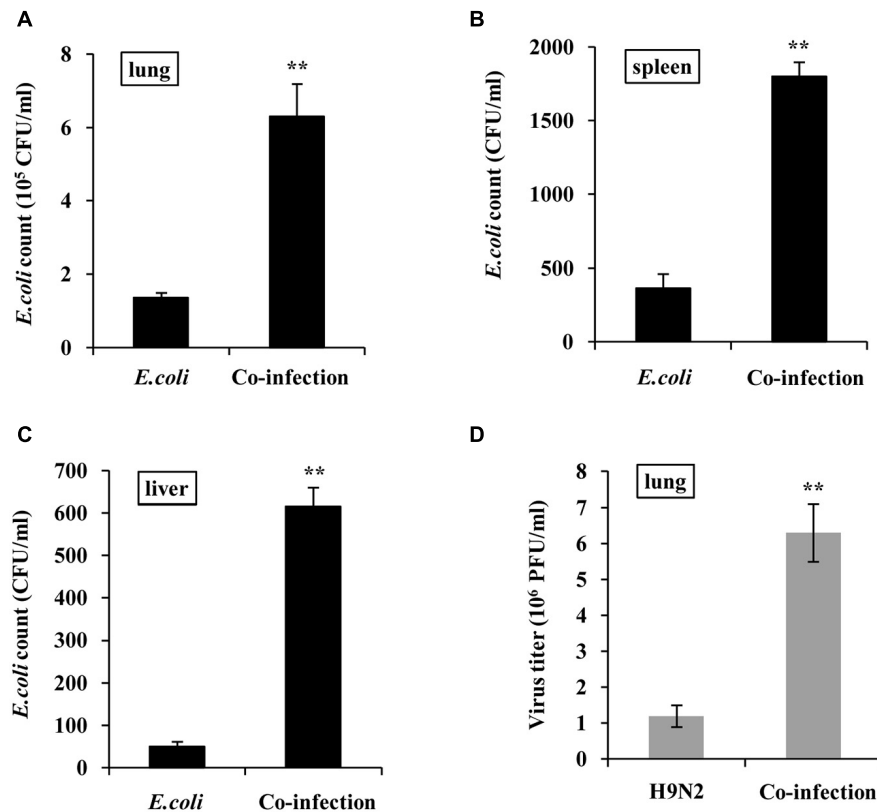 A
lung
**
8
6
4
2
0
E.coli count (10⁵ CFU/ml)
E.coli
Co-infection
B
spleen
**
2000
1500
1000
500
0
E.coli count (CFU/ml)
E.coli
Co-infection
C
liver
**
700
600
500
400
300
200
100
0
E.coli count (CFU/ml)
E.coli
Co-infection
D
lung
**
8
7
6
5
4
3
2
1
0
Virus titer (10⁶ PFU/ml)
H9N2
Co-infection